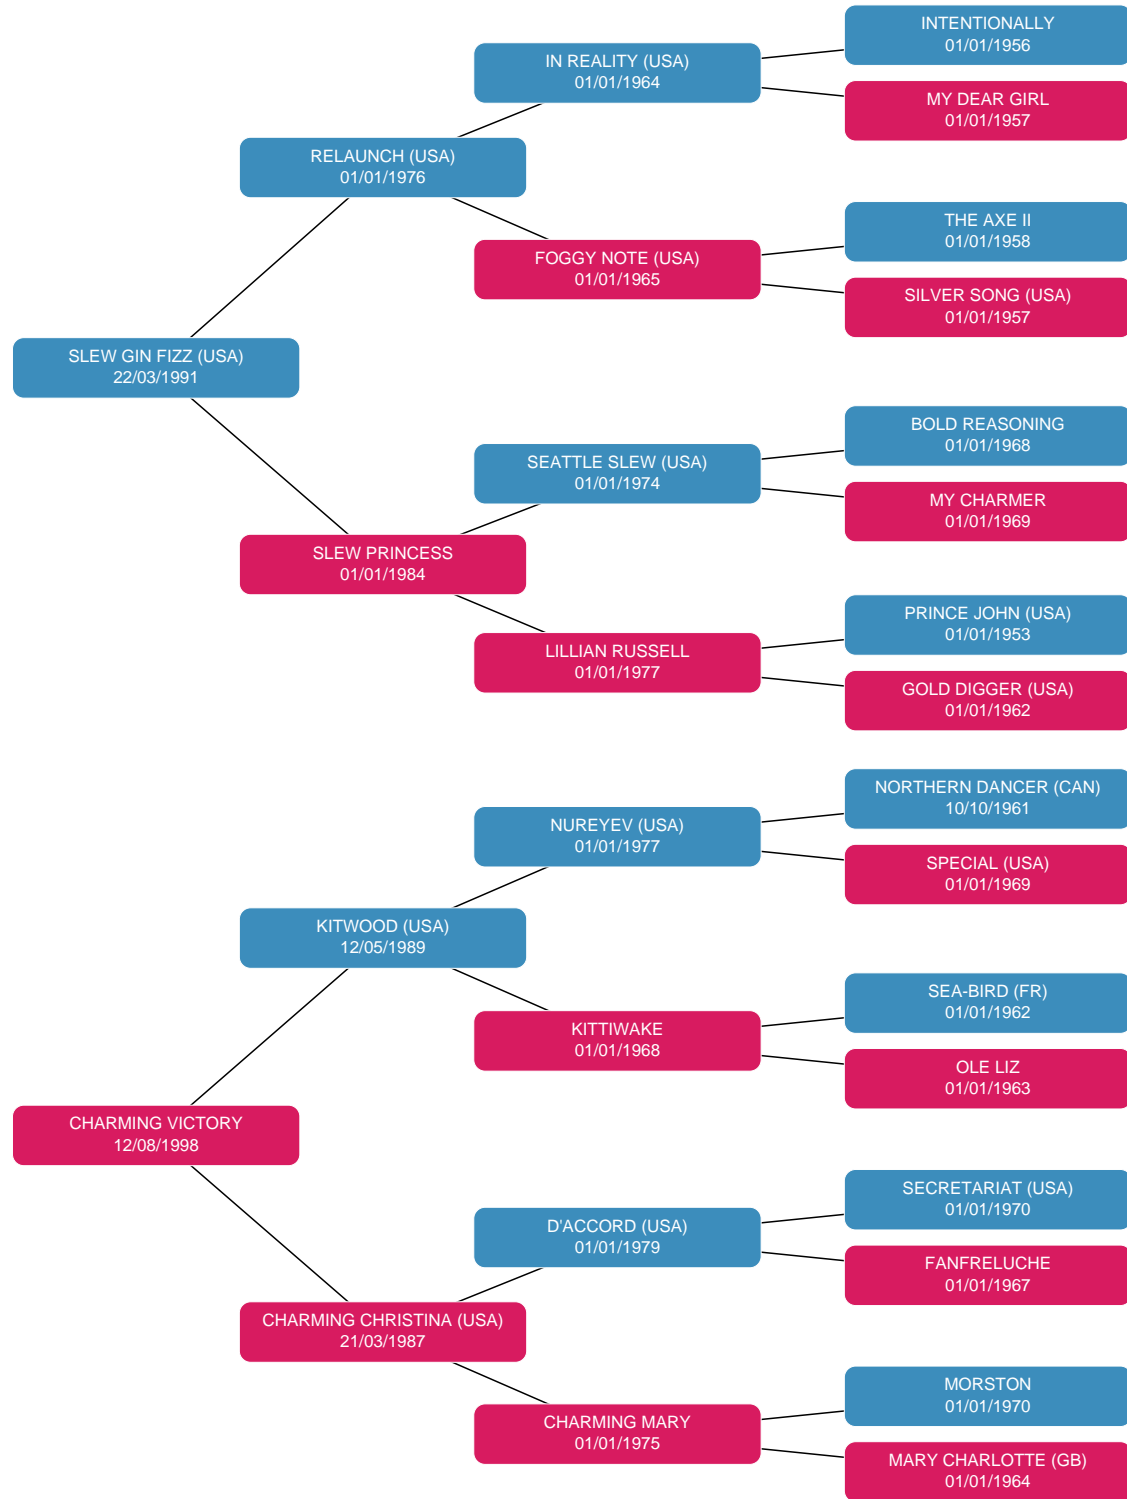 INTENTIONALLY
01/01/1956
IN REALITY (USA)
01/01/1964
MY DEAR GIRL
01/01/1957
RELAUNCH (USA)
01/01/1976
THE AXE II
01/01/1958
FOGGY NOTE (USA)
01/01/1965
SILVER SONG (USA)
01/01/1957
SLEW GIN FIZZ (USA)
22/03/1991
BOLD REASONING
01/01/1968
SEATTLE SLEW (USA)
01/01/1974
MY CHARMER
01/01/1969
SLEW PRINCESS
01/01/1984
PRINCE JOHN (USA)
01/01/1953
LILLIAN RUSSELL
01/01/1977
GOLD DIGGER (USA)
01/01/1962
NORTHERN DANCER (CAN)
10/10/1961
NUREYEV (USA)
01/01/1977
SPECIAL (USA)
01/01/1969
KITWOOD (USA)
12/05/1989
SEA-BIRD (FR)
01/01/1962
KITTIWAKE
01/01/1968
OLE LIZ
01/01/1963
CHARMING VICTORY
12/08/1998
SECRETARIAT (USA)
01/01/1970
D'ACCORD (USA)
01/01/1979
FANFRELUCHE
01/01/1967
CHARMING CHRISTINA (USA)
21/03/1987
MORSTON
01/01/1970
CHARMING MARY
01/01/1975
MARY CHARLOTTE (GB)
01/01/1964